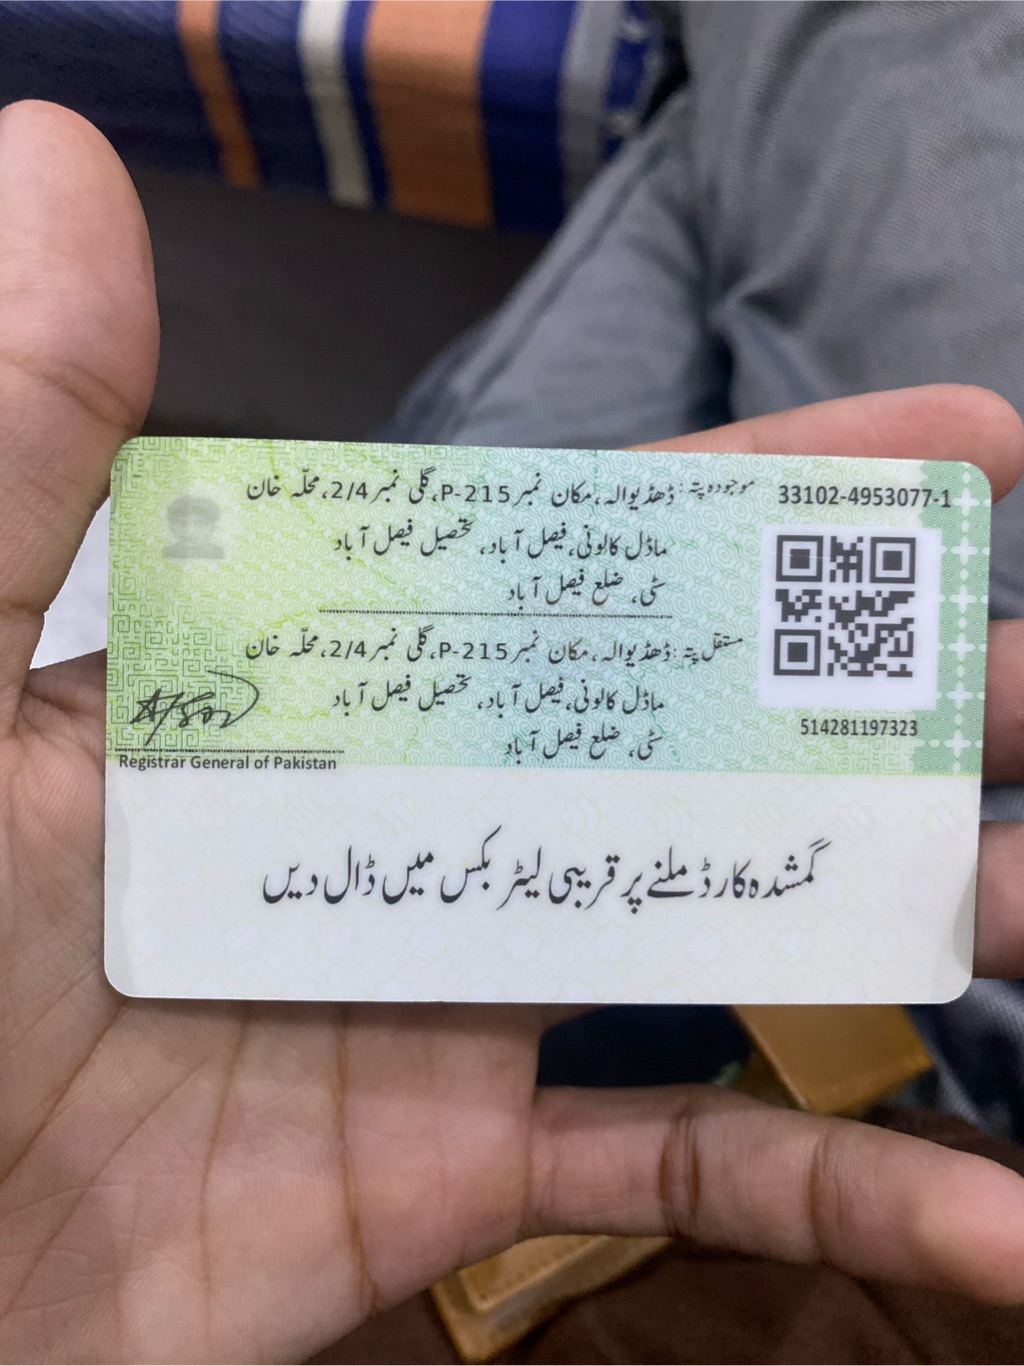 موجودہ پتہ: ڈھڈیوالہ، مکان نمبر P-215، گلی نمبر 2/4، محلّہ خان
ماڈل کالونی، فیصل آباد، تحصیل فیصل آباد
سٹی، ضلع فیصل آباد
33102-4953077-1
مستقل پتہ: ڈھڈیوالہ، مکان نمبر P-215، گلی نمبر 2/4، محلّہ خان
ماڈل کالونی، فیصل آباد، تحصیل فیصل آباد
سٹی، ضلع فیصل آباد
514281197323
Registrar General of Pakistan
گمشدہ کارڈ ملنے پر قریبی لیٹر بکس میں ڈال دیں